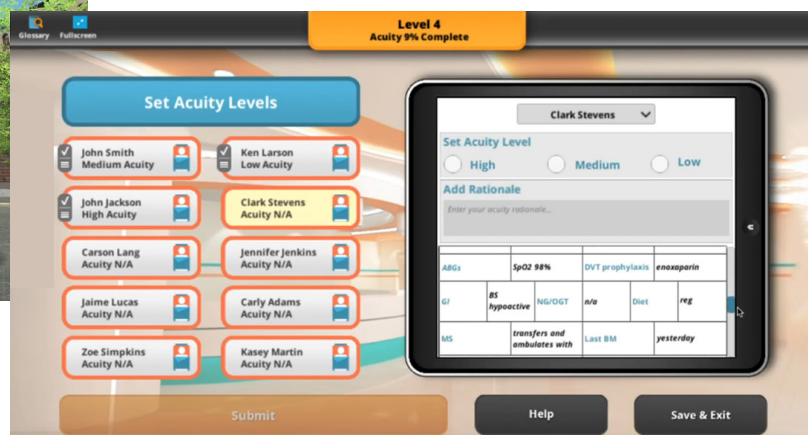 Level 4
Acuity 9% Complete
Glossary Fullscreen
Set Acuity Levels
John Smith
Medium Acuity
Ken Larson
Low Acuity
John Jackson
High Acuity
Clark Stevens
Acuity N/A
Carson Lang
Acuity N/A
Jennifer Jenkins
Acuity N/A
Jaime Lucas
Acuity N/A
Carly Adams
Acuity N/A
Zoe Simpkins
Acuity N/A
Kasey Martin
Acuity N/A
Submit
Clark Stevens
Set Acuity Level
High Medium Low
Add Rationale
Enter your acuity rationale...
ABGs SpO2 98% DVT prophylaxis enoxaparin
GI BS hypoactive NG/OGT n/a Diet reg
MS transfers and ambulates with Last BM yesterday
Help
Save & Exit